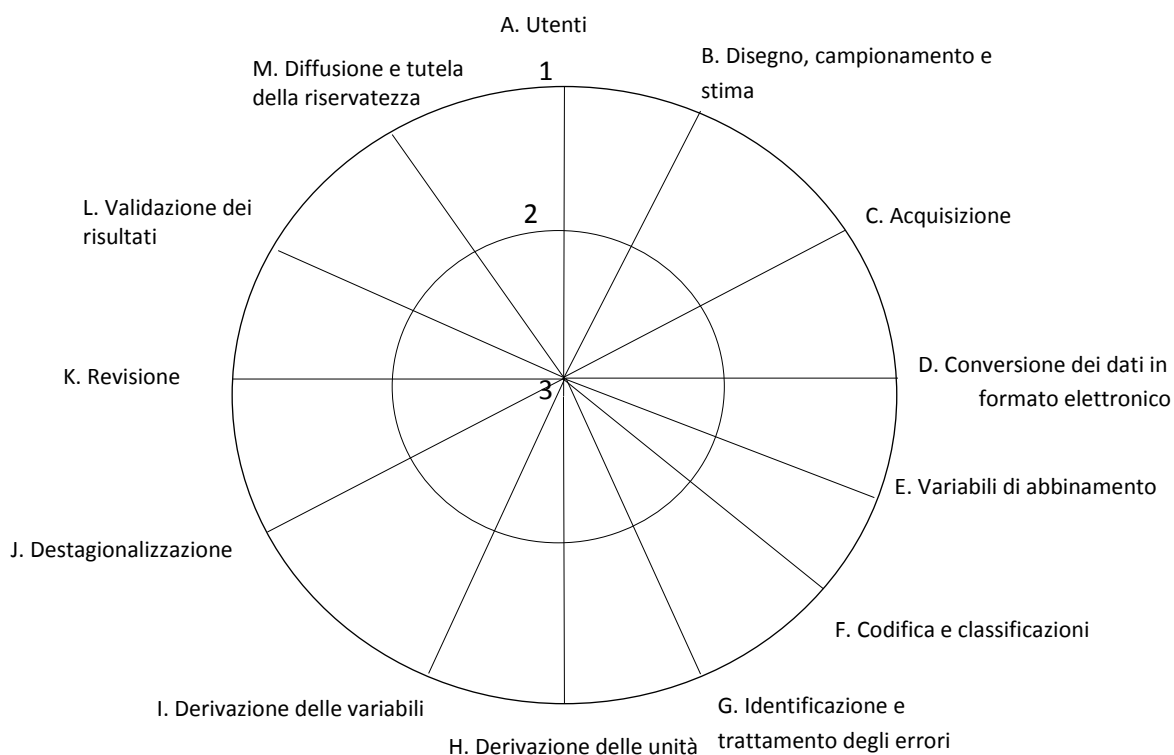 A. Utenti
1
B. Disegno, campionamento e
stima
C. Acquisizione
D. Conversione dei dati in
formato elettronico
E. Variabili di abbinamento
F. Codifica e classificazioni
G. Identificazione e
trattamento degli errori
H. Derivazione delle unità
I. Derivazione delle variabili
J. Destagionalizzazione
K. Revisione
L. Validazione dei
risultati
M. Diffusione e tutela
della riservatezza
2
3